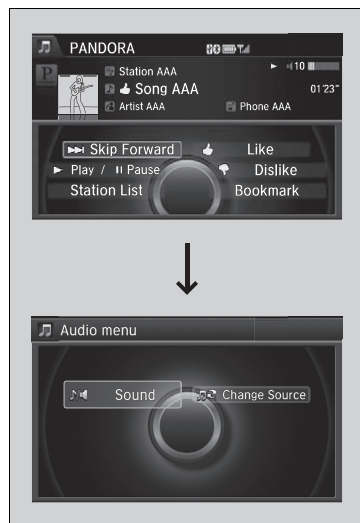 PANDORA
Station AAA
10
P
Song AAA
01'23"
Artist AAA
Phone AAA
Skip Forward
Like
Play / Pause
Dislike
Station List
Bookmark
Audio menu
Sound
Change Source